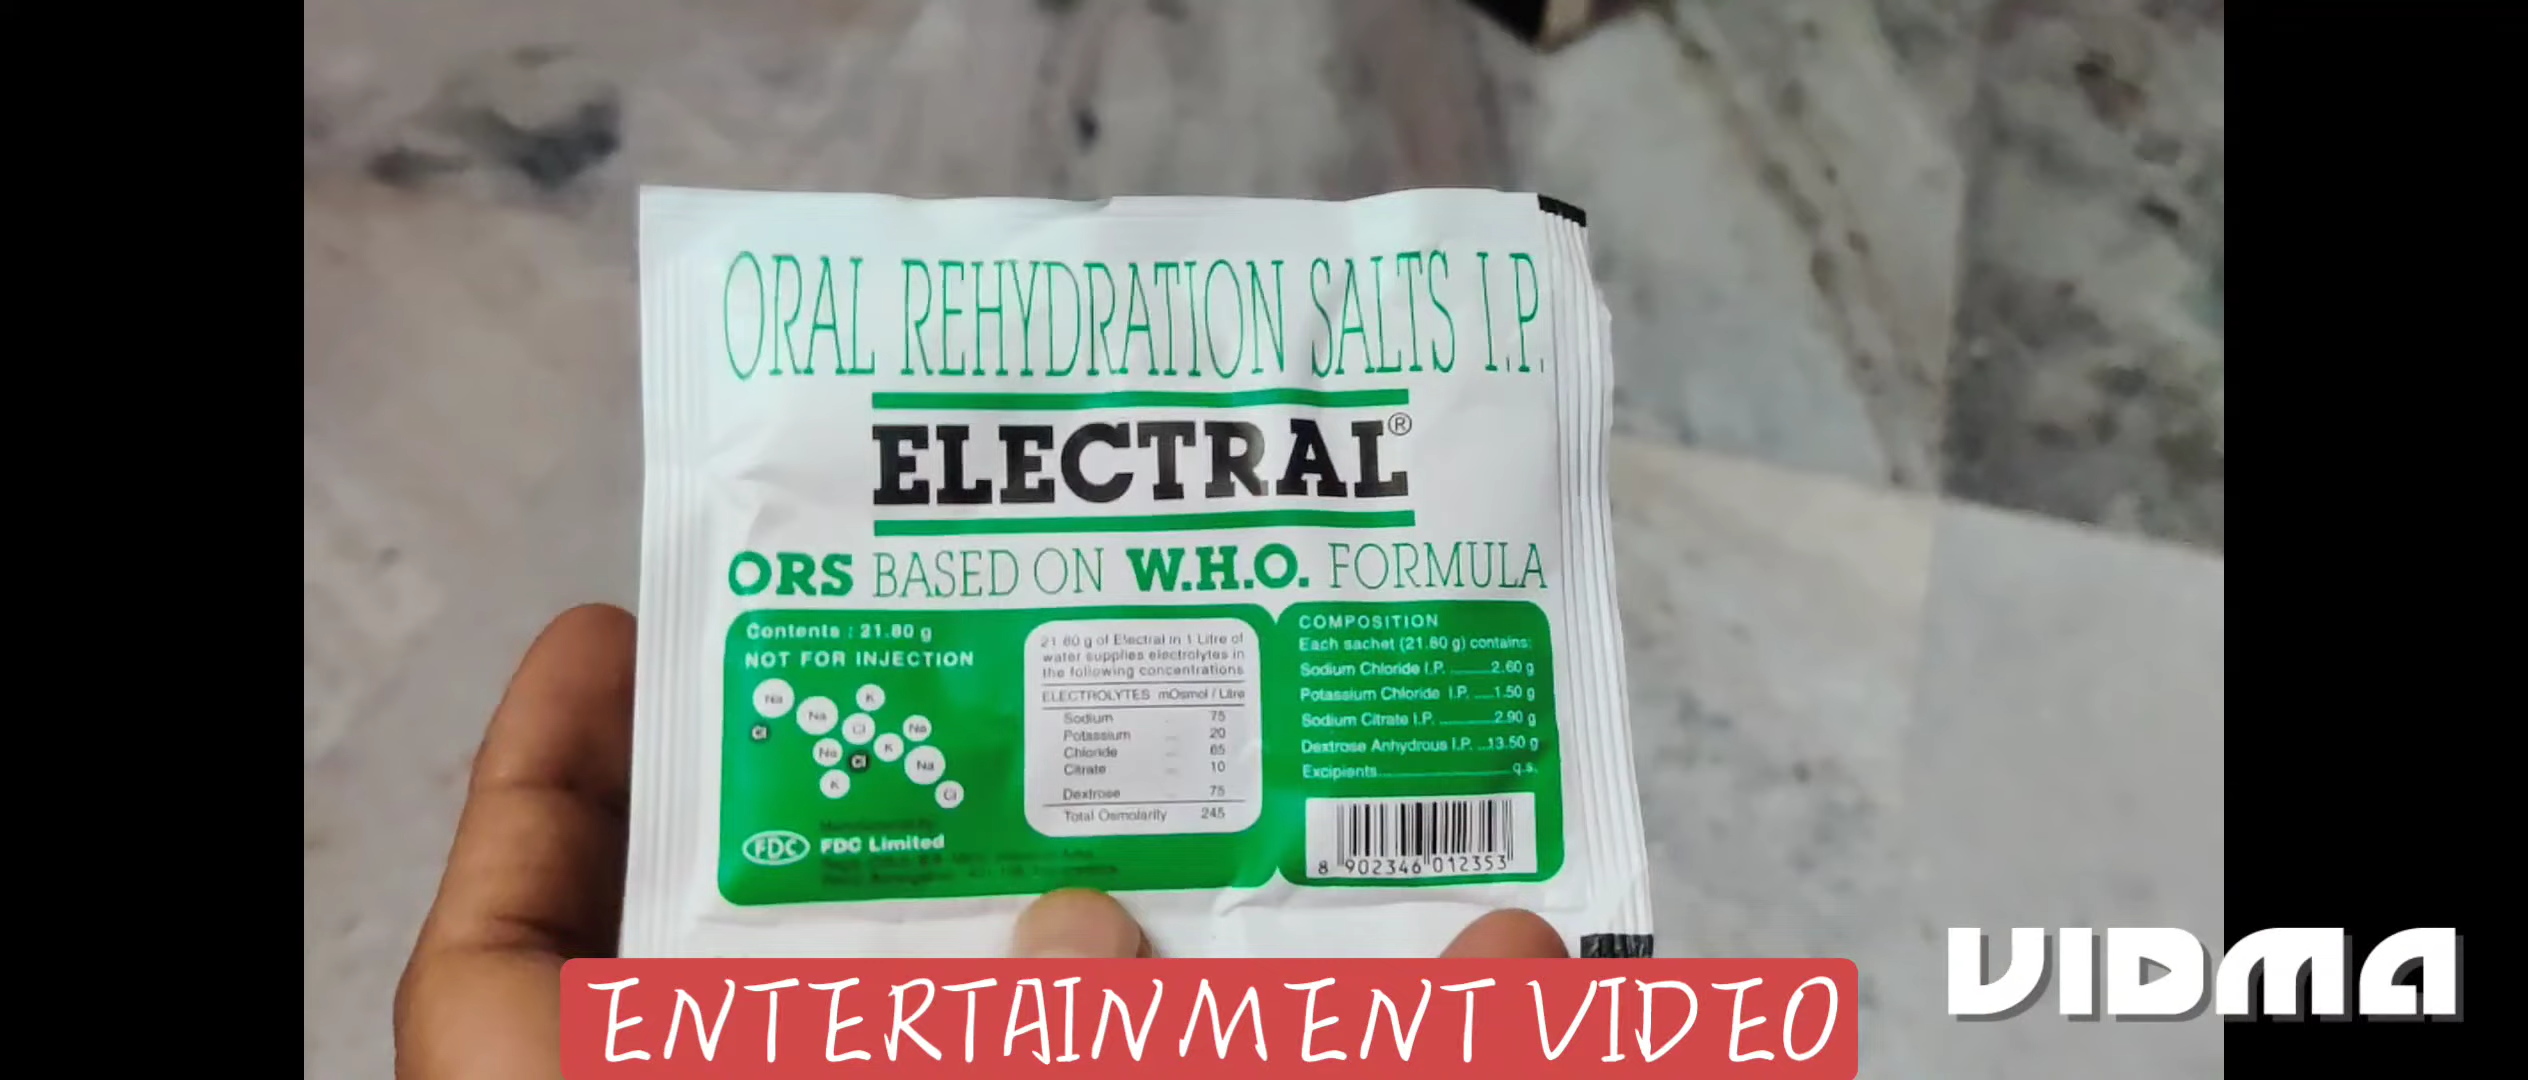 ORAL REHYDRATION SALTS I.P.
ELECTRAL®
ORS BASED ON W.H.O. FORMULA
Contents : 21.80 g
NOT FOR INJECTION
Na
K
Na
Cl
Cl
Na
Na
K
Cl
Na
K
Cl
FDC
FDC Limited
21.80 g of Electral in 1 Litre of
water supplies electrolytes in
the following concentrations
ELECTROLYTES mOsmol / Litre
Sodium ... 75
Potassium ... 20
Chloride ... 65
Citrate ... 10
Dextrose 75
Total Osmolarity 245
COMPOSITION
Each sachet (21.80 g) contains:
Sodium Chloride I.P. ........2.60 g
Potassium Chloride I.P. ....1.50 g
Sodium Citrate I.P. ............2.90 g
Dextrose Anhydrous I.P. ..13.50 g
Excipients........................q.s.
8 902346 012353
ENTERTAINMENT VIDEO
VIDMA